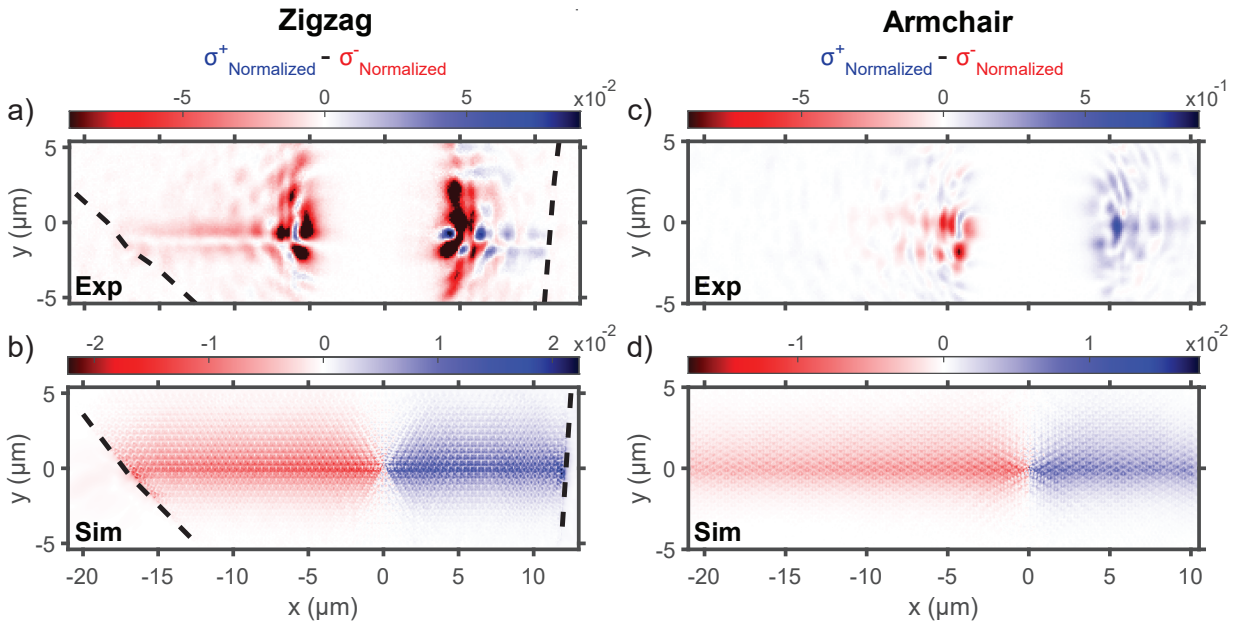 Zigzag
σ⁺Normalized - σ⁻Normalized
-5 0 5 x10⁻²
a)
5
0
-5
y (μm)
Exp
-2 -1 0 1 2 x10⁻²
b)
5
0
-5
y (μm)
Sim
-20 -15 -10 -5 0 5 10
x (μm)
Armchair
σ⁺Normalized - σ⁻Normalized
-5 0 5 x10⁻¹
c)
5
0
-5
y (μm)
Exp
-1 0 1 x10⁻²
d)
5
0
-5
y (μm)
Sim
-20 -15 -10 -5 0 5 10
x (μm)